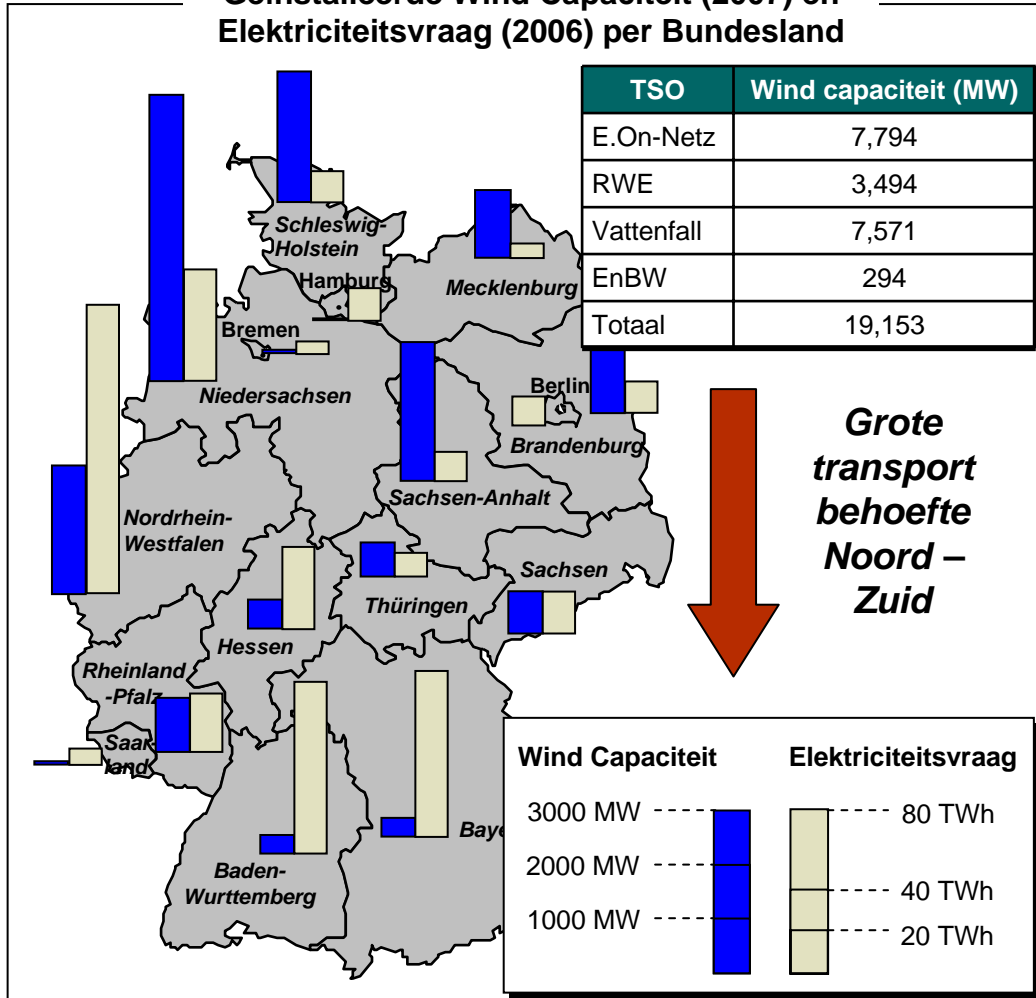 Elektriciteitsvraag (2006) per Bundesland
TSO Wind capaciteit (MW)
E.On-Netz 7,794
RWE 3,494
Vattenfall 7,571
EnBW 294
Totaal 19,153
Schleswig-
Holstein
Hamburg
Mecklenburg
Bremen
Niedersachsen
Berlin
Brandenburg
Sachsen-Anhalt
Nordrhein-
Westfalen
Sachsen
Thüringen
Hessen
Rheinland
-Pfalz
Saar-
land
Baye
Baden-
Wurttemberg
Grote
transport
behoefte
Noord –
Zuid
Wind Capaciteit Elektriciteitsvraag
3000 MW 80 TWh
2000 MW
40 TWh
1000 MW
20 TWh